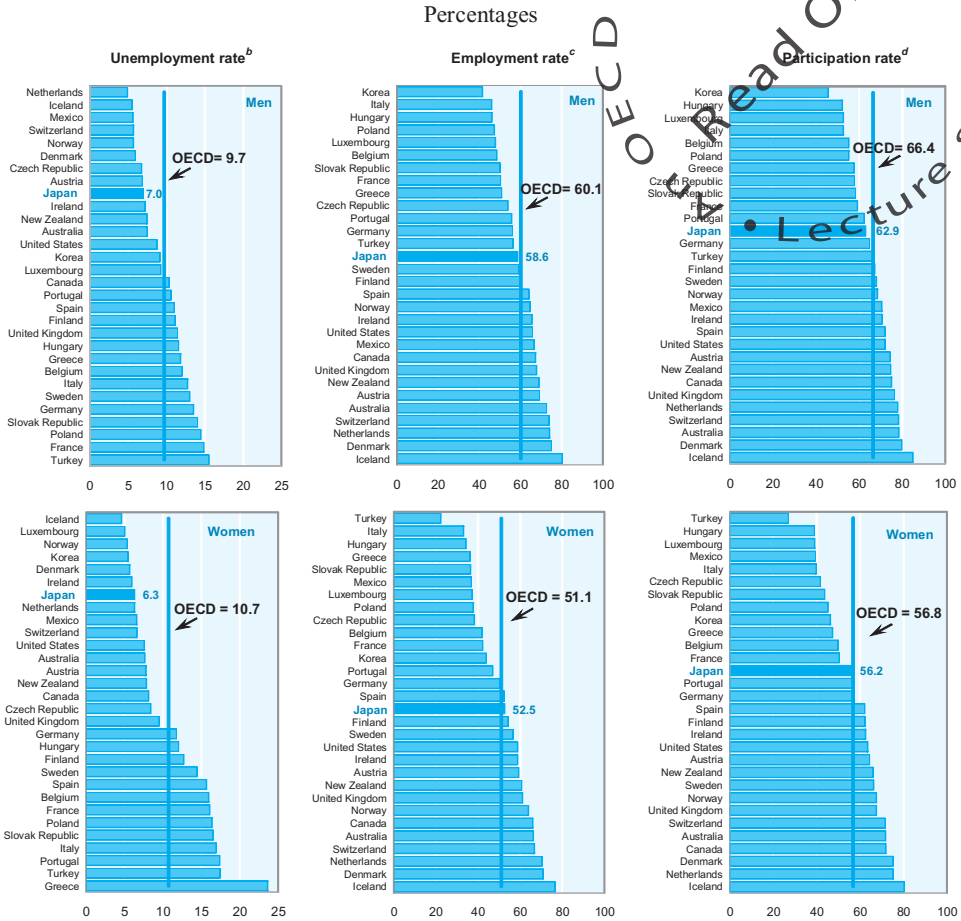 Percentages
Unemployment rate b
Employment rate c
Participation rate d
Men
OECD= 9.7
Netherlands
Iceland
Mexico
Switzerland
Norway
Denmark
Czech Republic
Austria
Japan 7.0
Ireland
New Zealand
Australia
United States
Korea
Luxembourg
Canada
Portugal
Spain
Finland
United Kingdom
Hungary
Greece
Belgium
Italy
Sweden
Germany
Slovak Republic
Poland
France
Turkey
0 5 10 15 20 25
Men
OECD= 60.1
Korea
Italy
Hungary
Poland
Luxembourg
Belgium
Slovak Republic
France
Greece
Czech Republic
Portugal
Germany
Turkey
Japan 58.6
Sweden
Finland
Spain
Norway
Ireland
United States
Mexico
Canada
United Kingdom
New Zealand
Austria
Australia
Switzerland
Netherlands
Denmark
Iceland
0 20 40 60 80 100
Men
OECD= 66.4
Korea
Hungary
Luxembourg
Italy
Belgium
Poland
Greece
Czech Republic
Slovak Republic
France
Portugal
Japan 62.9
Germany
Turkey
Finland
Sweden
Norway
Mexico
Ireland
Spain
United States
Austria
New Zealand
Canada
United Kingdom
Netherlands
Switzerland
Australia
Denmark
Iceland
0 20 40 60 80 100
Women
OECD = 10.7
Iceland
Luxembourg
Norway
Korea
Denmark
Ireland
Japan 6.3
Netherlands
Mexico
Switzerland
United States
Australia
Austria
New Zealand
Canada
Czech Republic
United Kingdom
Germany
Hungary
Finland
Sweden
Spain
Belgium
France
Poland
Slovak Republic
Italy
Portugal
Turkey
Greece
0 5 10 15 20 25
Women
OECD = 51.1
Turkey
Italy
Hungary
Greece
Slovak Republic
Mexico
Luxembourg
Poland
Czech Republic
Belgium
France
Korea
Portugal
Germany
Spain
Japan 52.5
Finland
Sweden
United States
Ireland
Austria
New Zealand
United Kingdom
Norway
Canada
Australia
Switzerland
Netherlands
Denmark
Iceland
0 20 40 60 80 100
Women
OECD = 56.8
Turkey
Hungary
Luxembourg
Mexico
Italy
Czech Republic
Slovak Republic
Poland
Korea
Greece
Belgium
France
Japan 56.2
Portugal
Germany
Spain
Finland
Ireland
United States
Austria
New Zealand
Sweden
Norway
United Kingdom
Switzerland
Australia
Canada
Denmark
Netherlands
Iceland
0 20 40 60 80 100
OECD
Read
• Lecture